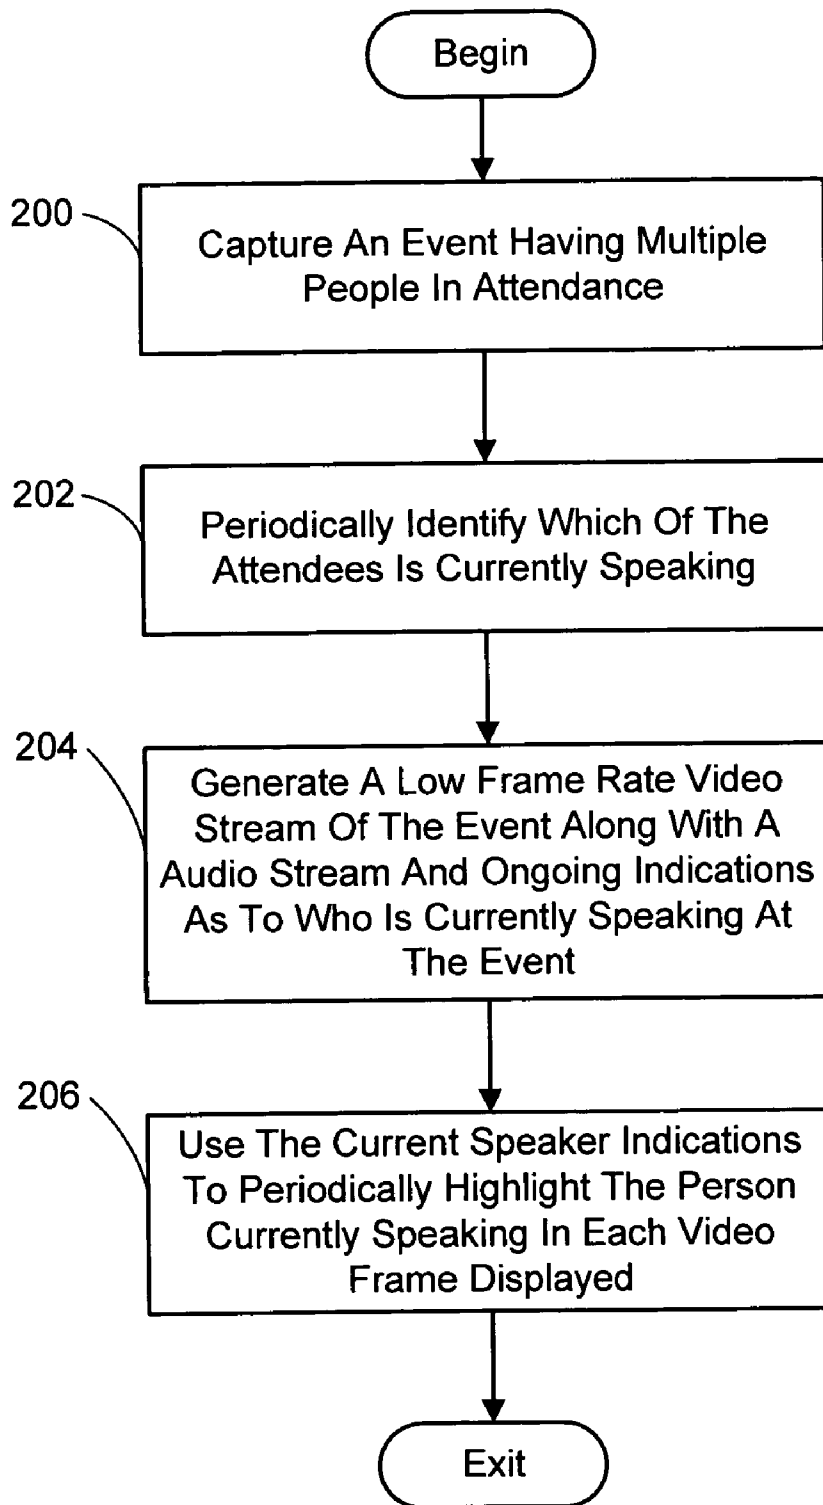 Begin
200
Capture An Event Having Multiple
People In Attendance
202
Periodically Identify Which Of The
Attendees Is Currently Speaking
204
Generate A Low Frame Rate Video
Stream Of The Event Along With A
Audio Stream And Ongoing Indications
As To Who Is Currently Speaking At
The Event
206
Use The Current Speaker Indications
To Periodically Highlight The Person
Currently Speaking In Each Video
Frame Displayed
Exit